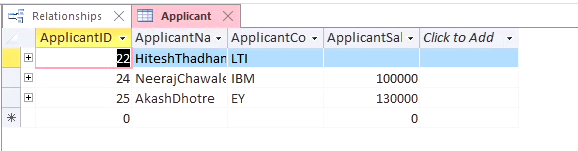 Relationships Applicant
ApplicantID ApplicantNa ApplicantCo ApplicantSal Click to Add
22 HiteshThadhan LTI
24 NeerajChawale IBM 100000
25 AkashDhotre EY 130000
0 0